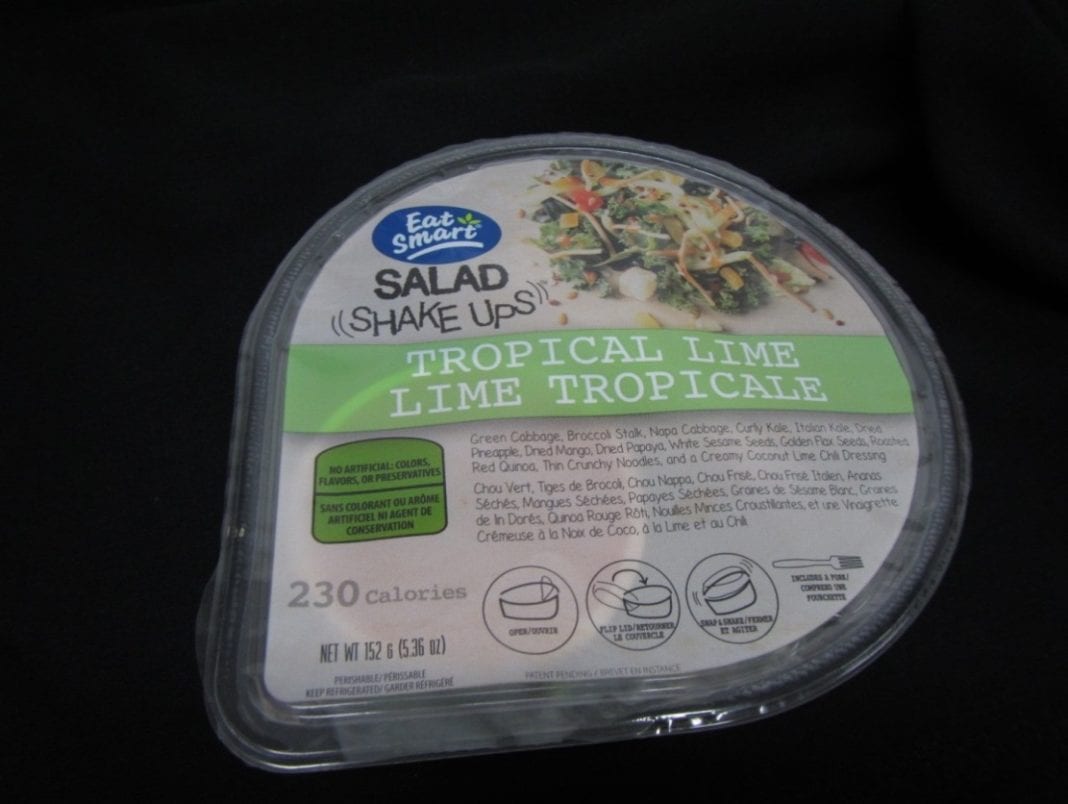 Eat
Smart
SALAD
((SHAKE UPS))
TROPICAL LIME
LIME TROPICALE
Green Cabbage, Broccoli Stalk, Napa Cabbage, Curly Kale, Italian Kale, Dried
Pineapple, Dried Mango, Dried Papaya, White Sesame Seeds, Golden Flax Seeds, Roasted
Red Quinoa, Thin Crunchy Noodles, and a Creamy Coconut Lime Chili Dressing
Chou Vert, Tiges de Brocoli, Chou Nappa, Chou Frisé, Chou Frisé Italien, Ananas
Séchés, Mangues Séchées, Papayes Séchées, Graines de Sésame Blanc, Graines
de lin Dorés, Quinoa Rouge Rôti, Nouilles Minces Croustillantes, et une Vinaigrette
Crémeuse à la Noix de Coco, à la Lime et au Chili
NO ARTIFICIAL: COLORS,
FLAVORS, OR PRESERVATIVES
SANS COLORANT OU ARÔME
ARTIFICIEL NI AGENT DE
CONSERVATION
230 Calories
OPEN/OUVRIR
FLIP LID/RETOURNER
LE COUVERCLE
SNAP & SHAKE/FERMER
ET AGITER
INCLUDES A FORK/
COMPREND UNE
FOURCHETTE
NET WT 152 G (5.36 OZ)
PERISHABLE/ PÉRISSABLE
KEEP REFRIGERATED/ GARDER RÉFRIGÉRÉ
PATENT PENDING / BREVET EN INSTANCE